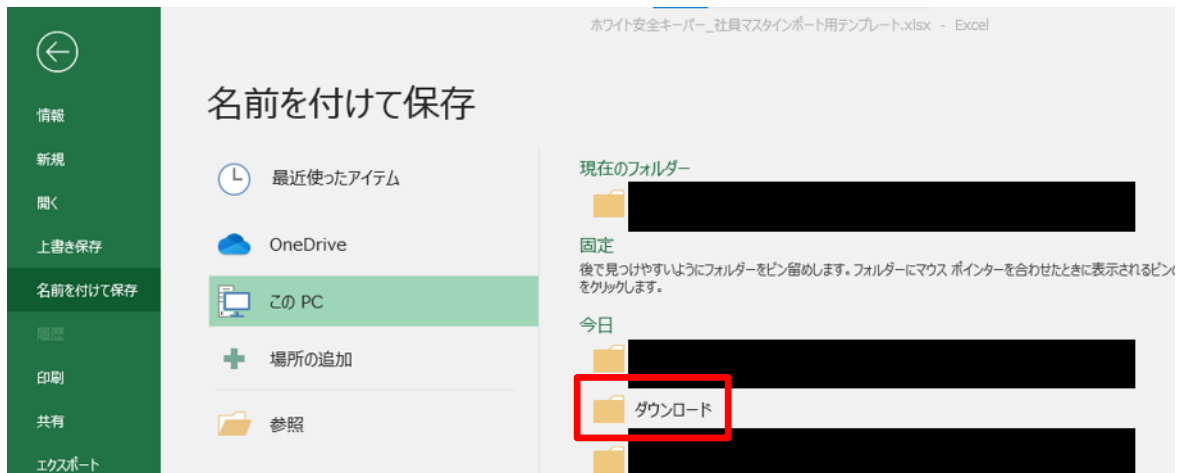 ホワイト安全キーパー_社員マスタインポート用テンプレート.xlsx - Excel
情報
新規
開く
上書き保存
名前を付けて保存
履歴
印刷
共有
エクスポート
名前を付けて保存
最近使ったアイテム
OneDrive
この PC
場所の追加
参照
現在のフォルダー
固定
後で見つけやすいようにフォルダーをピン留めします。フォルダーにマウス ポインターを合わせたときに表示されるピン
をクリックします。
今日
ダウンロード